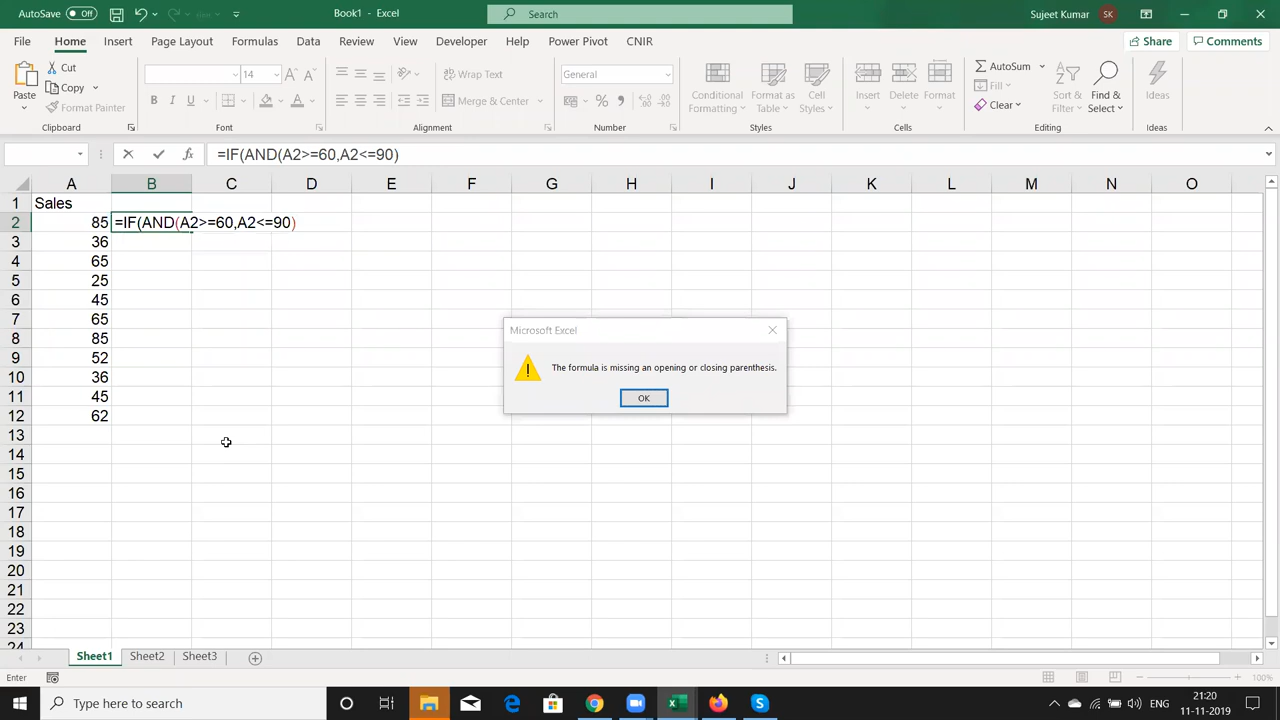 AutoSave Off Book1 - Excel Search Sujeet Kumar SK
File Home Insert Page Layout Formulas Data Review View Developer Help Power Pivot CNIR Share Comments
Paste Cut Copy Format Painter
Clipboard
14 A A
B I U A
Font
Wrap Text
Merge & Center
Alignment
General
% ,
Number
Conditional Formatting Format as Table Cell Styles
Styles
Insert Delete Format
Cells
AutoSum Fill Clear Sort & Filter Find & Select
Editing
Ideas
Ideas
fx =IF(AND(A2>=60,A2<=90)
A B C D E F G H I J K L M N O
1 Sales
2 85 =IF(AND(A2>=60,A2<=90)
3 36
4 65
5 25
6 45
7 65
8 85
9 52
10 36
11 45
12 62
13
14
15
16
17
18
19
20
21
22
23
24
Microsoft Excel
The formula is missing an opening or closing parenthesis.
OK
Sheet1 Sheet2 Sheet3
Enter 100%
Type here to search ENG 21:20
11-11-2019